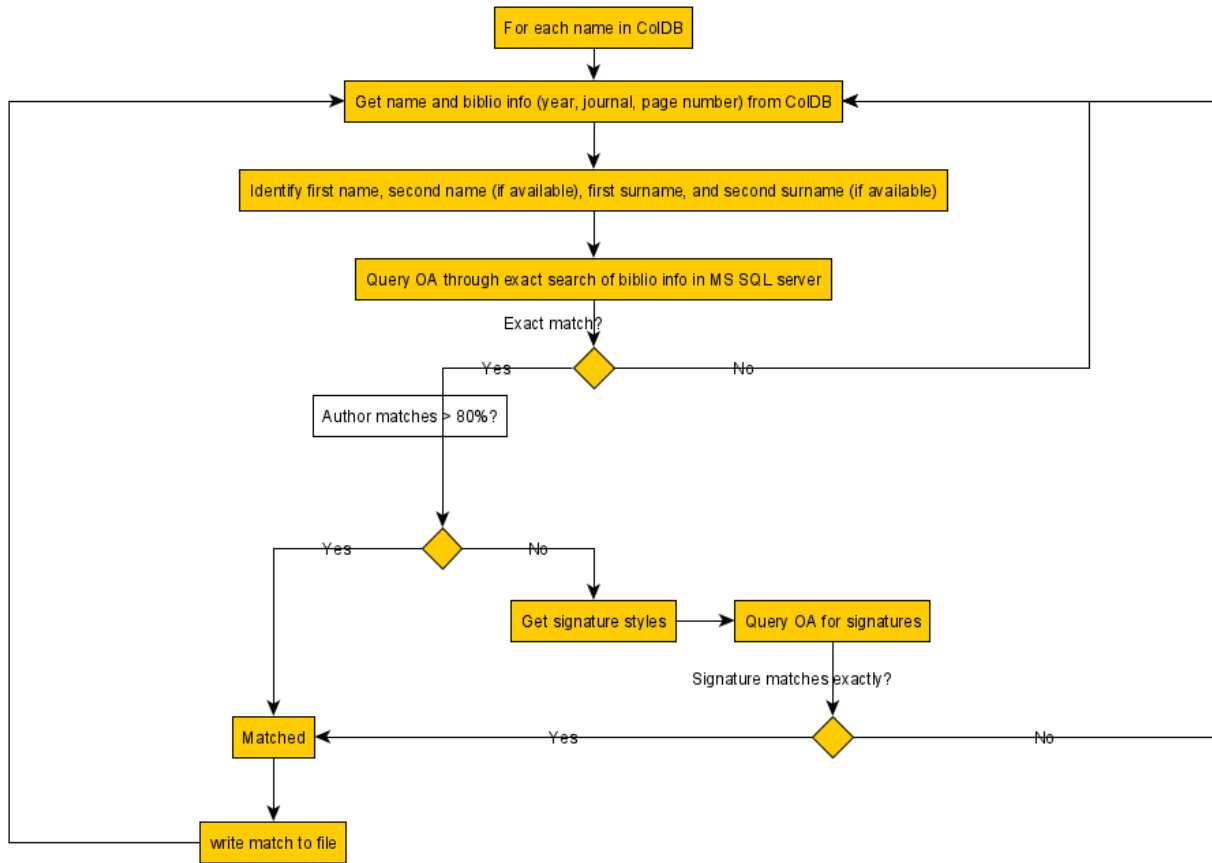 For each name in ColDB
Get name and biblio info (year, journal, page number) from ColDB
Identify first name, second name (if available), first surname, and second surname (if available)
Query OA through exact search of biblio info in MS SQL server
Exact match?
Yes
No
Author matches > 80%?
Yes
No
Get signature styles
Query OA for signatures
Signature matches exactly?
Matched
Yes
No
write match to file